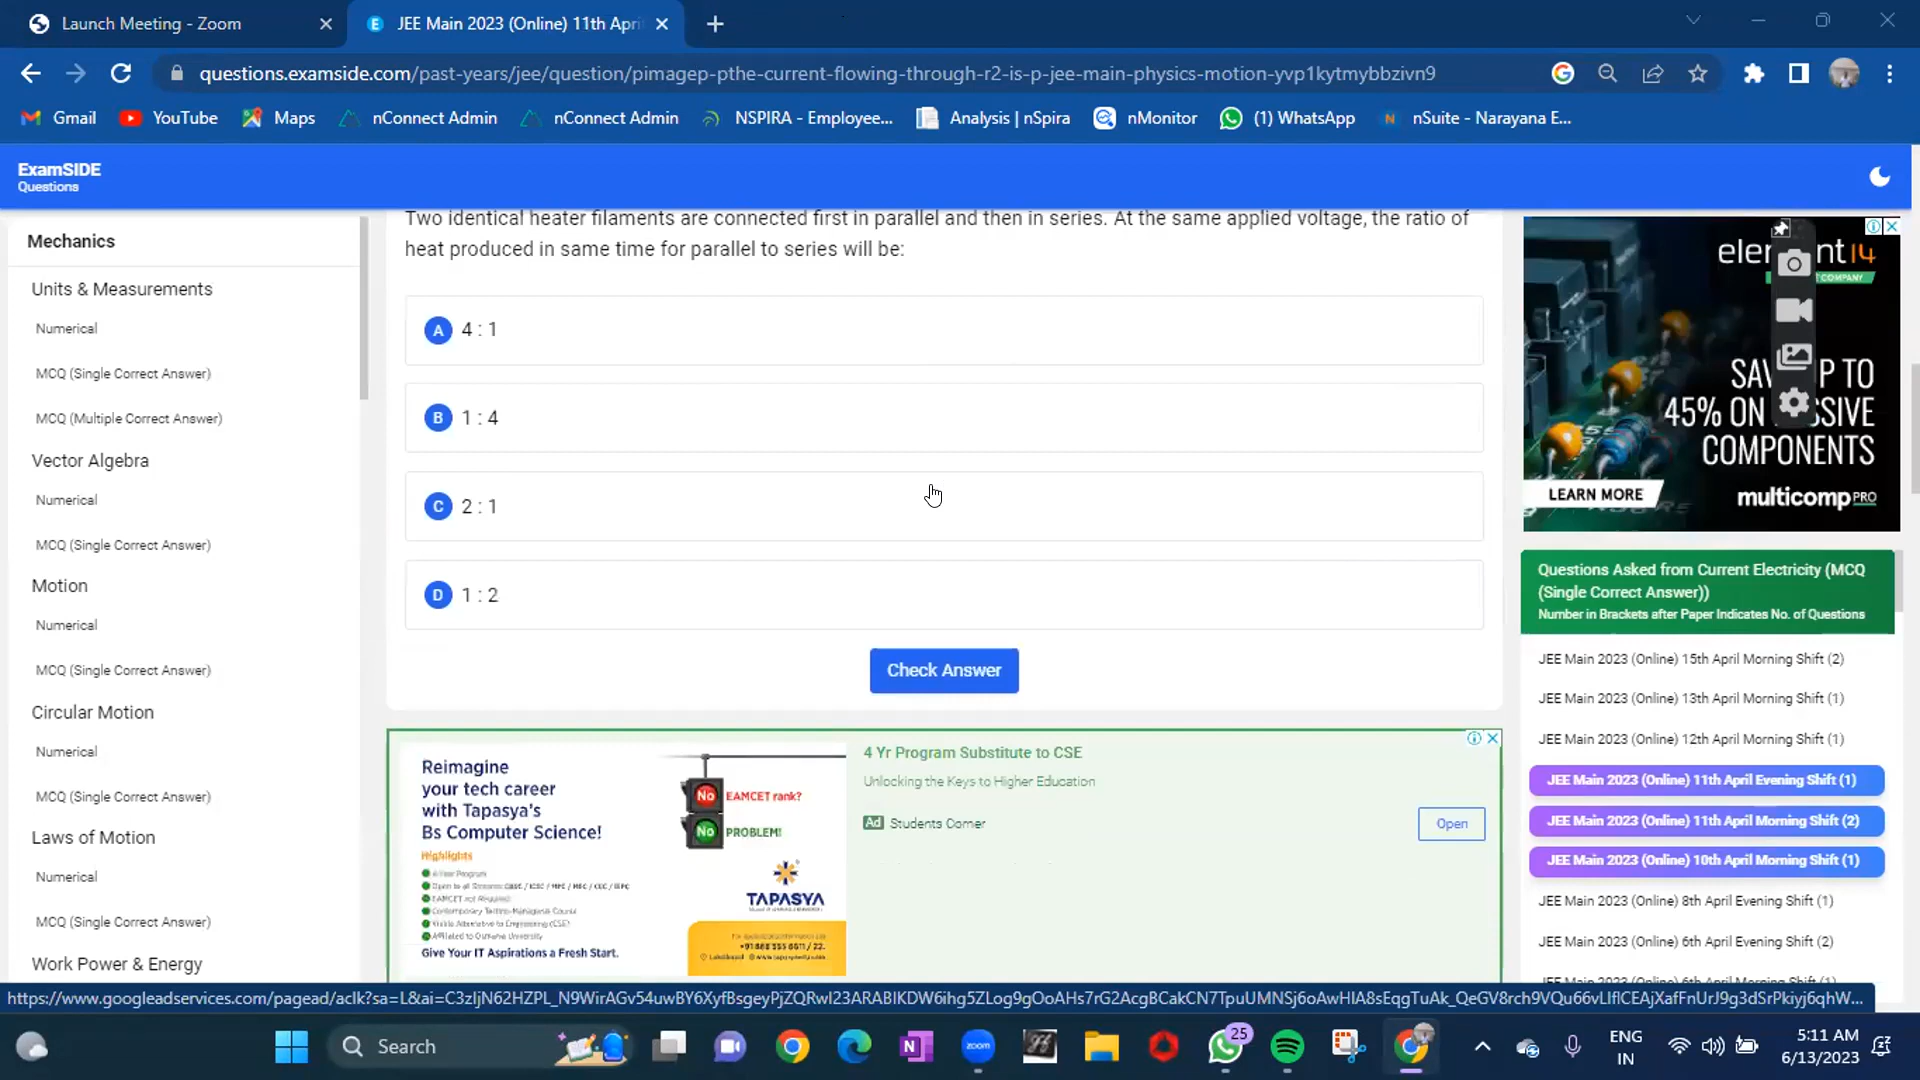 Launch Meeting - Zoom
JEE Main 2023 (Online) 11th Apri
questions.examside.com/past-years/jee/question/pimagep-pthe-current-flowing-through-r2-is-p-jee-main-physics-motion-yvp1kytmybbzivn9
Gmail
YouTube
Maps
nConnect Admin
nConnect Admin
NSPIRA - Employee...
Analysis | nSpira
nMonitor
(1) WhatsApp
nSuite - Narayana E...
ExamSIDE
Questions
Mechanics
Units & Measurements
Numerical
MCQ (Single Correct Answer)
MCQ (Multiple Correct Answer)
Vector Algebra
Numerical
MCQ (Single Correct Answer)
Motion
Numerical
MCQ (Single Correct Answer)
Circular Motion
Numerical
MCQ (Single Correct Answer)
Laws of Motion
Numerical
MCQ (Single Correct Answer)
Work Power & Energy
Two identical heater filaments are connected first in parallel and then in series. At the same applied voltage, the ratio of
heat produced in same time for parallel to series will be:
A 4 : 1
B 1 : 4
C 2 : 1
D 1 : 2
Check Answer
Reimagine
your tech career
with Tapasya's
Bs Computer Science!
Highlights
Give Your IT Aspirations a Fresh Start.
No EAMCET rank?
No PROBLEM!
TAPASYA
4 Yr Program Substitute to CSE
Unlocking the Keys to Higher Education
Ad Students Corner
Open
LEARN MORE
multicomp PRO
Questions Asked from Current Electricity (MCQ
(Single Correct Answer))
Number in Brackets after Paper Indicates No. of Questions
JEE Main 2023 (Online) 15th April Morning Shift (2)
JEE Main 2023 (Online) 13th April Morning Shift (1)
JEE Main 2023 (Online) 12th April Morning Shift (1)
JEE Main 2023 (Online) 11th April Evening Shift (1)
JEE Main 2023 (Online) 11th April Morning Shift (2)
JEE Main 2023 (Online) 10th April Morning Shift (1)
JEE Main 2023 (Online) 8th April Evening Shift (1)
JEE Main 2023 (Online) 6th April Evening Shift (2)
JEE Main 2023 (Online) 6th April Morning Shift (1)
Search
zoom
25
ENG
IN
5:11 AM
6/13/2023